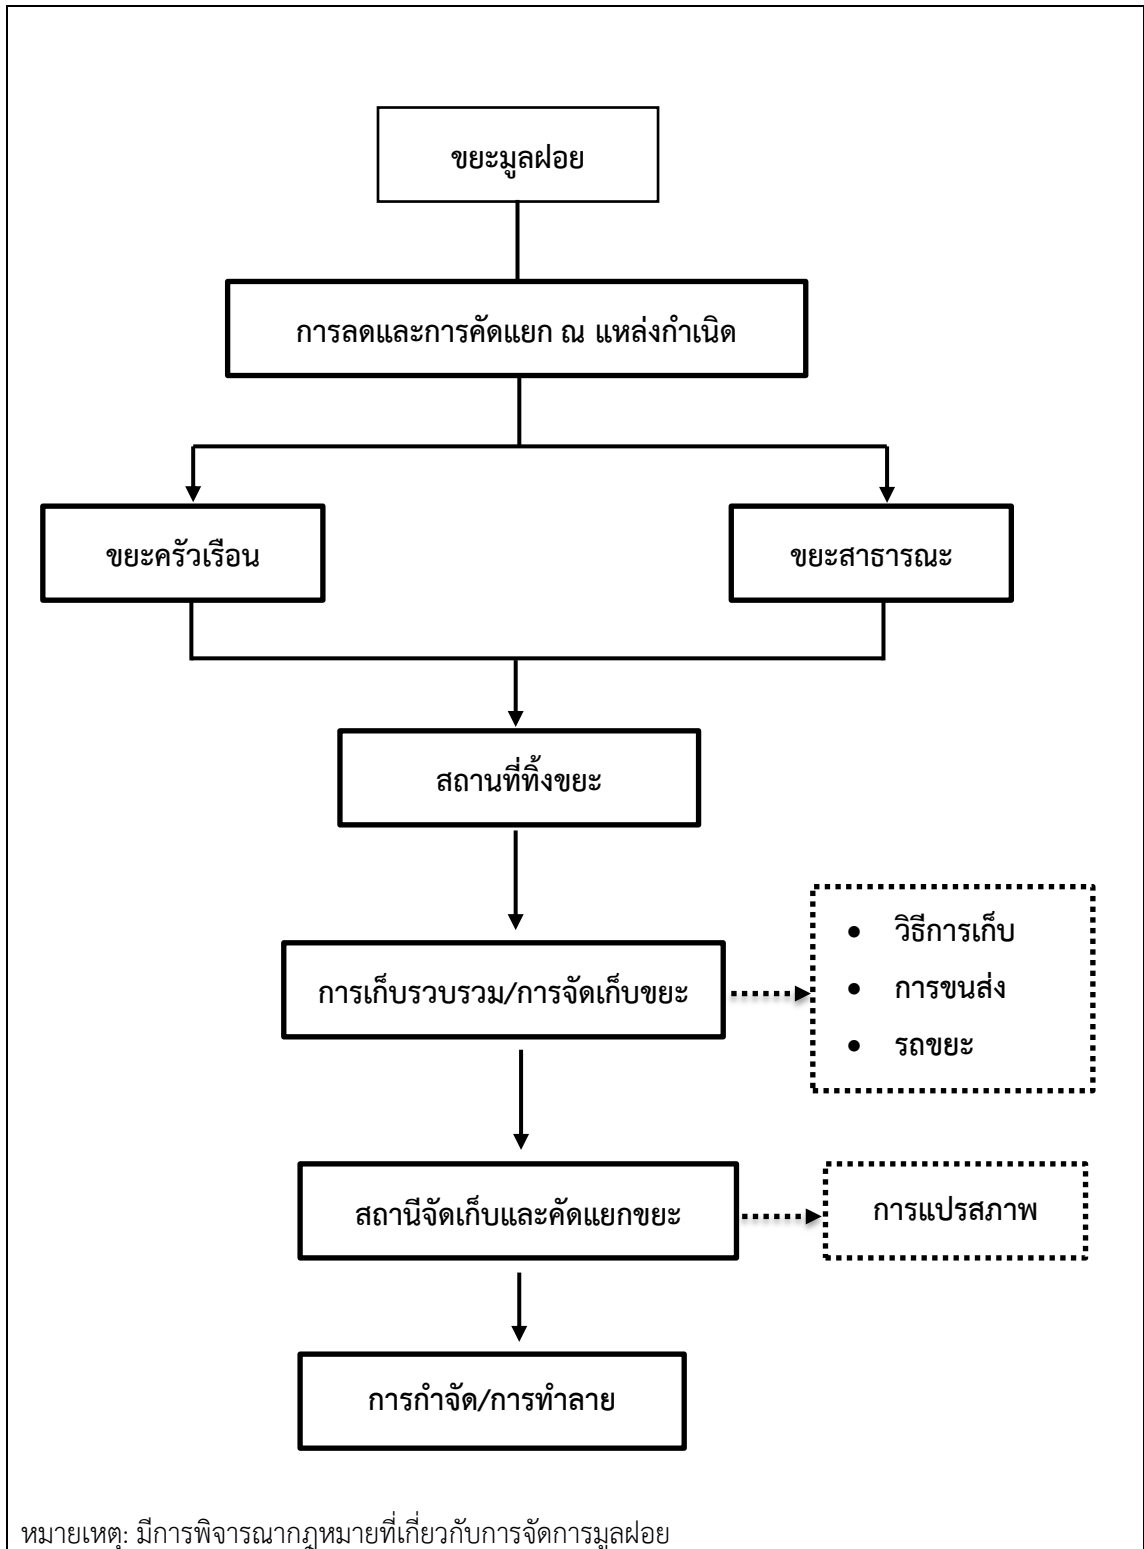 ขยะมูลฝอย
การลดและการคัดแยก ณ แหล่งกำเนิด
ขยะครัวเรือน
ขยะสาธารณะ
สถานที่ทิ้งขยะ
การเก็บรวบรวม/การจัดเก็บขยะ
• วิธีการเก็บ
• การขนส่ง
• รถขยะ
สถานีจัดเก็บและคัดแยกขยะ
การแปรสภาพ
การกำจัด/การทำลาย
หมายเหตุ: มีการพิจารณากฎหมายที่เกี่ยวกับการจัดการมูลฝอย